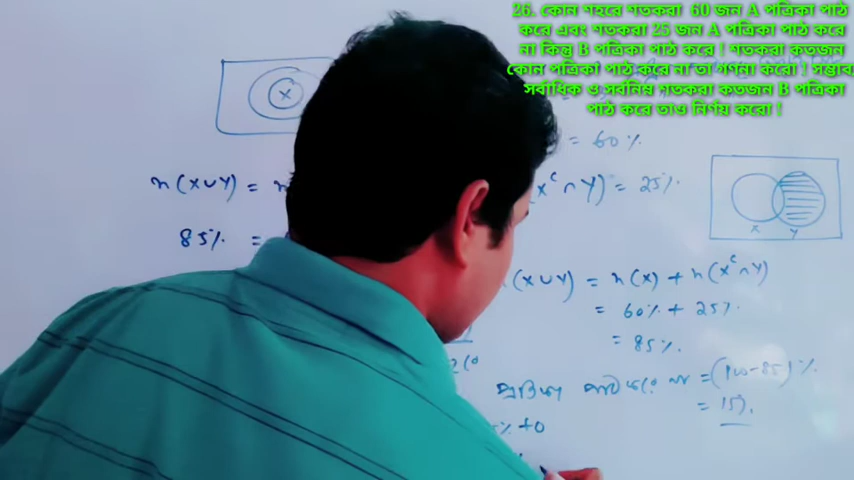 26. কোন শহরে শতকরা 60 জন A পত্রিকা পাঠ
করে এবং শতকরা 25 জন A পত্রিকা পাঠ করে
না কিন্তু B পত্রিকা পাঠ করে ! শতকরা কতজন
কোন পত্রিকা পাঠ করে না তা গণনা করো ! সম্ভাব্য
সর্বাধিক ও সর্বনিম্ন শতকরা কতজন B পত্রিকা
পাঠ করে তাও নির্ণয় করো !
X
= 60%
n(X∪Y) =
(X^c ∩ Y) = 25%.
X Y
85% =
(X∪Y) = n(X) + n(X^c ∩ Y)
= 60% + 25%.
= 85%.
= (100-85)%.
= 15%.
% + 0